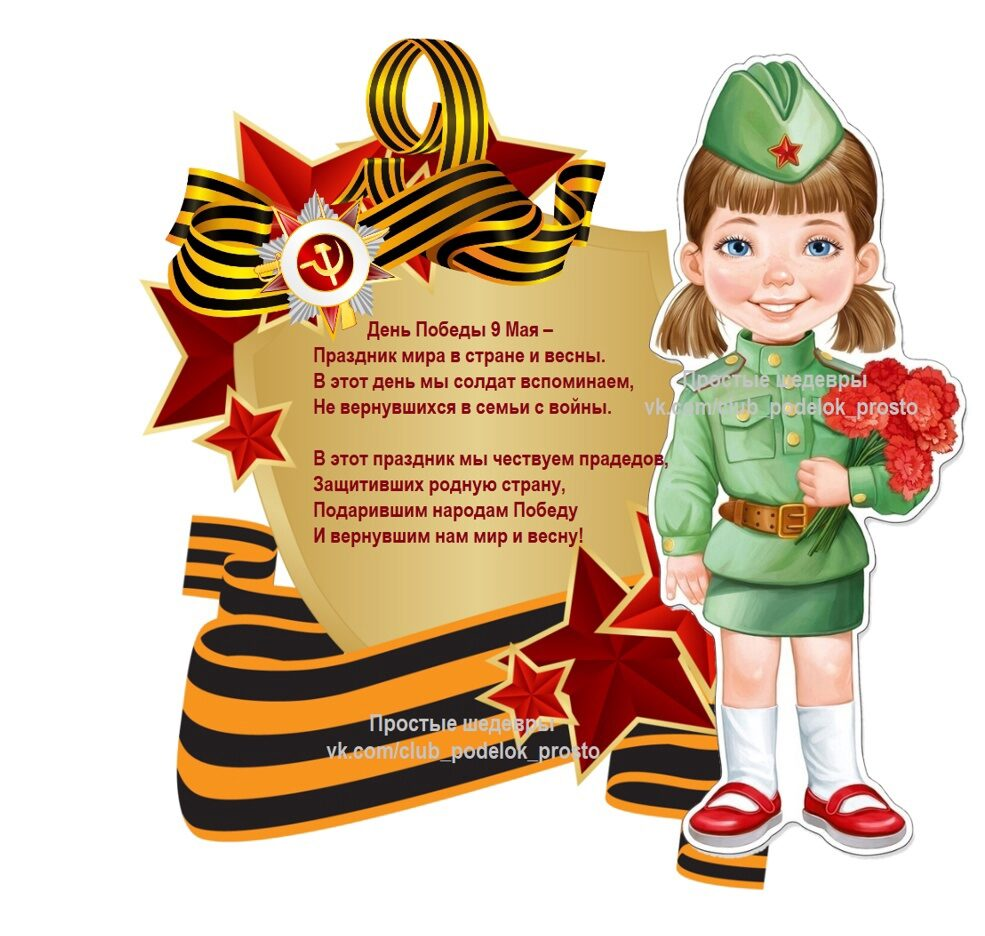 День Победы 9 Мая –
Праздник мира в стране и весны.
В этот день мы солдат вспоминаем,
Не вернувшихся в семьи с войны.
В этот праздник мы чествуем прадедов,
Защитивших родную страну,
Подарившим народам Победу
И вернувшим нам мир и весну!
Простые шедевры
vk.com/club_podelok_prosto
Простые шедевры
vk.com/club_podelok_prosto